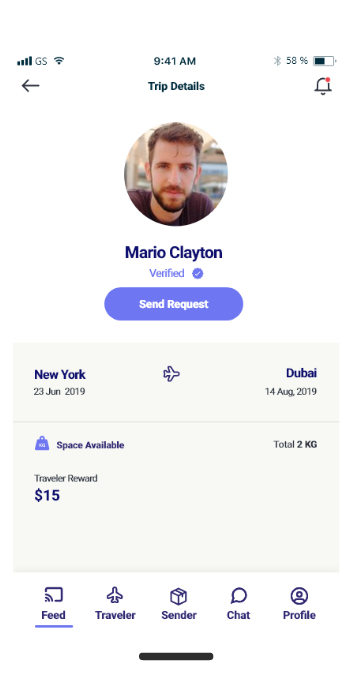 GS 9:41 AM 58 %
Trip Details
Mario Clayton
Verified
Send Request
New York Dubai
23 Jun 2019 14 Aug, 2019
KG Space Available Total 2 KG
Traveler Reward
$15
Feed Traveler Sender Chat Profile